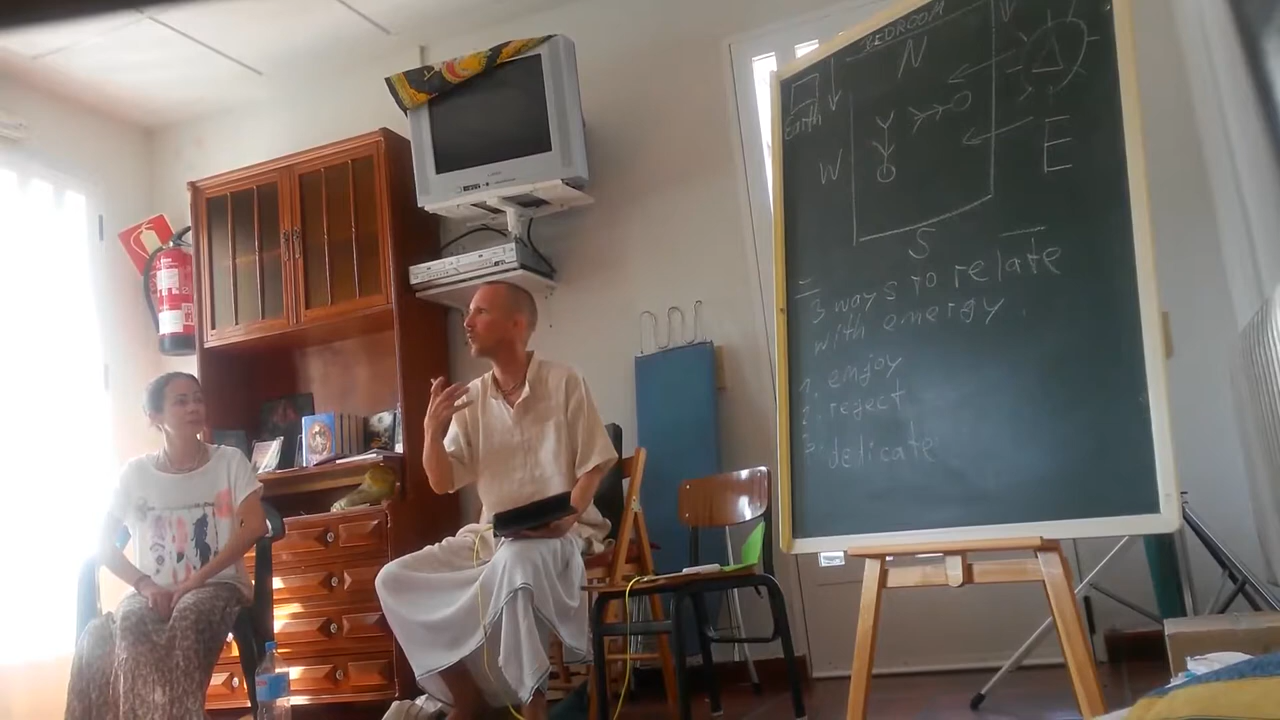 BEDROOM
N
Earth
W
E
S
3 ways to relate
with energy.
1. enjoy
2. reject
3. dedicate